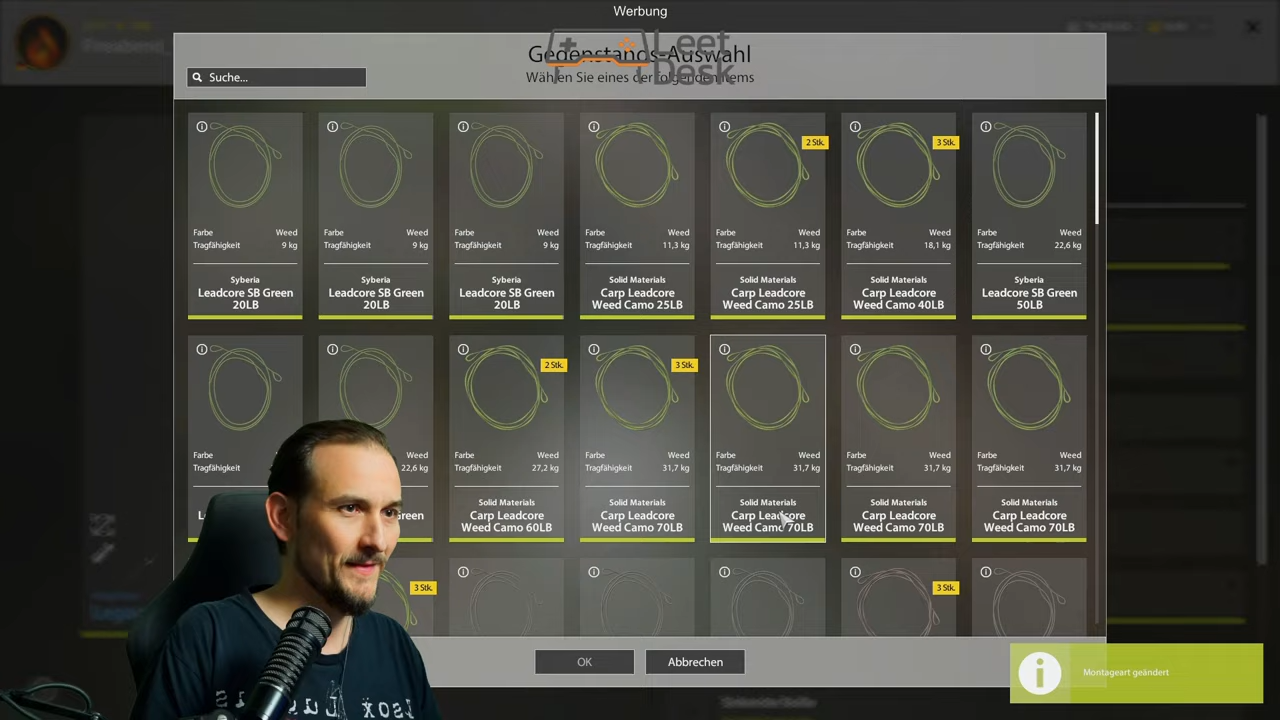 Werbung
Leet
Desk
Gegenstands-Auswahl
Wählen Sie eines der folgenden Items
Suche...
2 Stk.
3 Stk.
Farbe Weed
Tragfähigkeit 9 kg
Farbe Weed
Tragfähigkeit 9 kg
Farbe Weed
Tragfähigkeit 9 kg
Farbe Weed
Tragfähigkeit 11,3 kg
Farbe Weed
Tragfähigkeit 11,3 kg
Farbe Weed
Tragfähigkeit 18,1 kg
Farbe Weed
Tragfähigkeit 22,6 kg
Syberia
Leadcore SB Green
20LB
Syberia
Leadcore SB Green
20LB
Syberia
Leadcore SB Green
20LB
Solid Materials
Carp Leadcore
Weed Camo 25LB
Solid Materials
Carp Leadcore
Weed Camo 25LB
Solid Materials
Carp Leadcore
Weed Camo 40LB
Syberia
Leadcore SB Green
50LB
2 Stk.
3 Stk.
Farbe
Tragfähigkeit
Weed
22,6 kg
Farbe Weed
Tragfähigkeit 27,2 kg
Farbe Weed
Tragfähigkeit 31,7 kg
Farbe Weed
Tragfähigkeit 31,7 kg
Farbe Weed
Tragfähigkeit 31,7 kg
Farbe Weed
Tragfähigkeit 31,7 kg
Green
Solid Materials
Carp Leadcore
Weed Camo 60LB
Solid Materials
Carp Leadcore
Weed Camo 70LB
Solid Materials
Carp Leadcore
Weed Camo 70LB
Solid Materials
Carp Leadcore
Weed Camo 70LB
Solid Materials
Carp Leadcore
Weed Camo 70LB
3 Stk.
3 Stk.
OK
Abbrechen
Montageart geändert